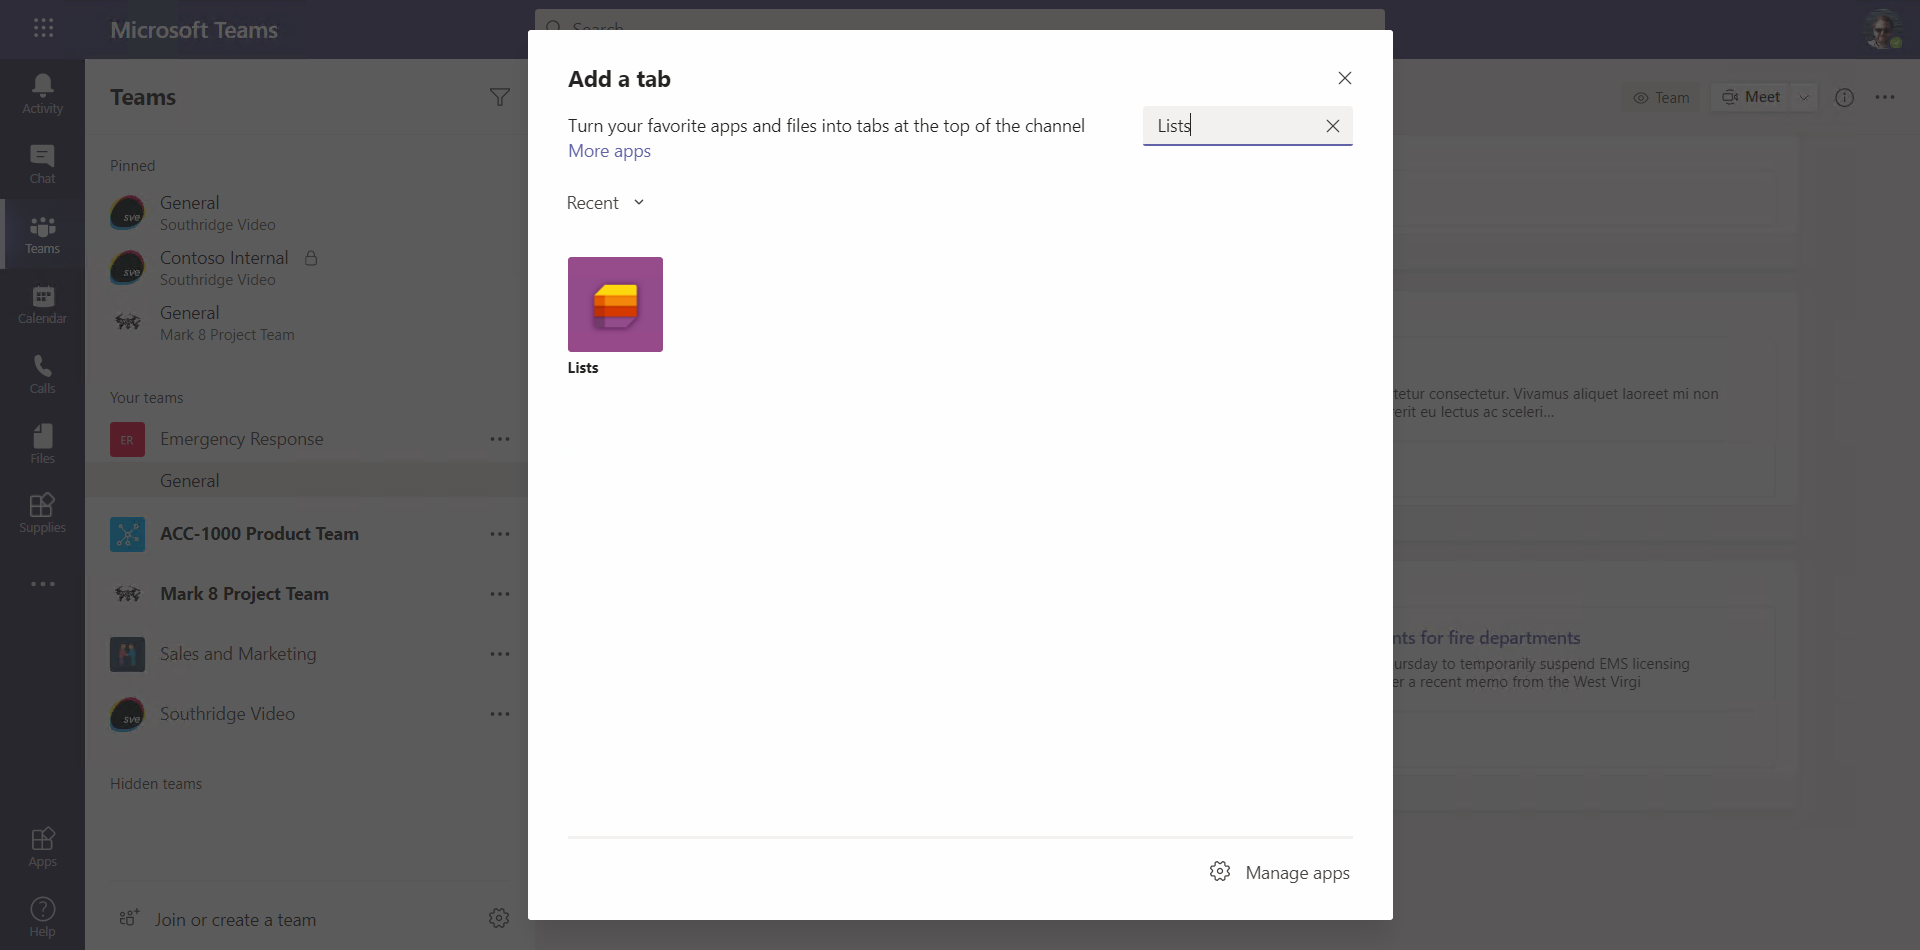 Microsoft Teams
Search
Activity
Chat
Teams
Calendar
Calls
Files
Supplies
Apps
Help
Teams
Pinned
General
Southridge Video
Contoso Internal
Southridge Video
General
Mark 8 Project Team
Your teams
ER
Emergency Response
General
ACC-1000 Product Team
Mark 8 Project Team
Sales and Marketing
Southridge Video
Hidden teams
Join or create a team
sve
sve
sve
Add a tab
Turn your favorite apps and files into tabs at the top of the channel
More apps
Lists
Recent
Lists
Manage apps
Team
Meet
consectetur. Vivamus aliquet laoreet mi non
eu lectus ac sceleri...
for fire departments
to temporarily suspend EMS licensing
a recent memo from the West Virgi